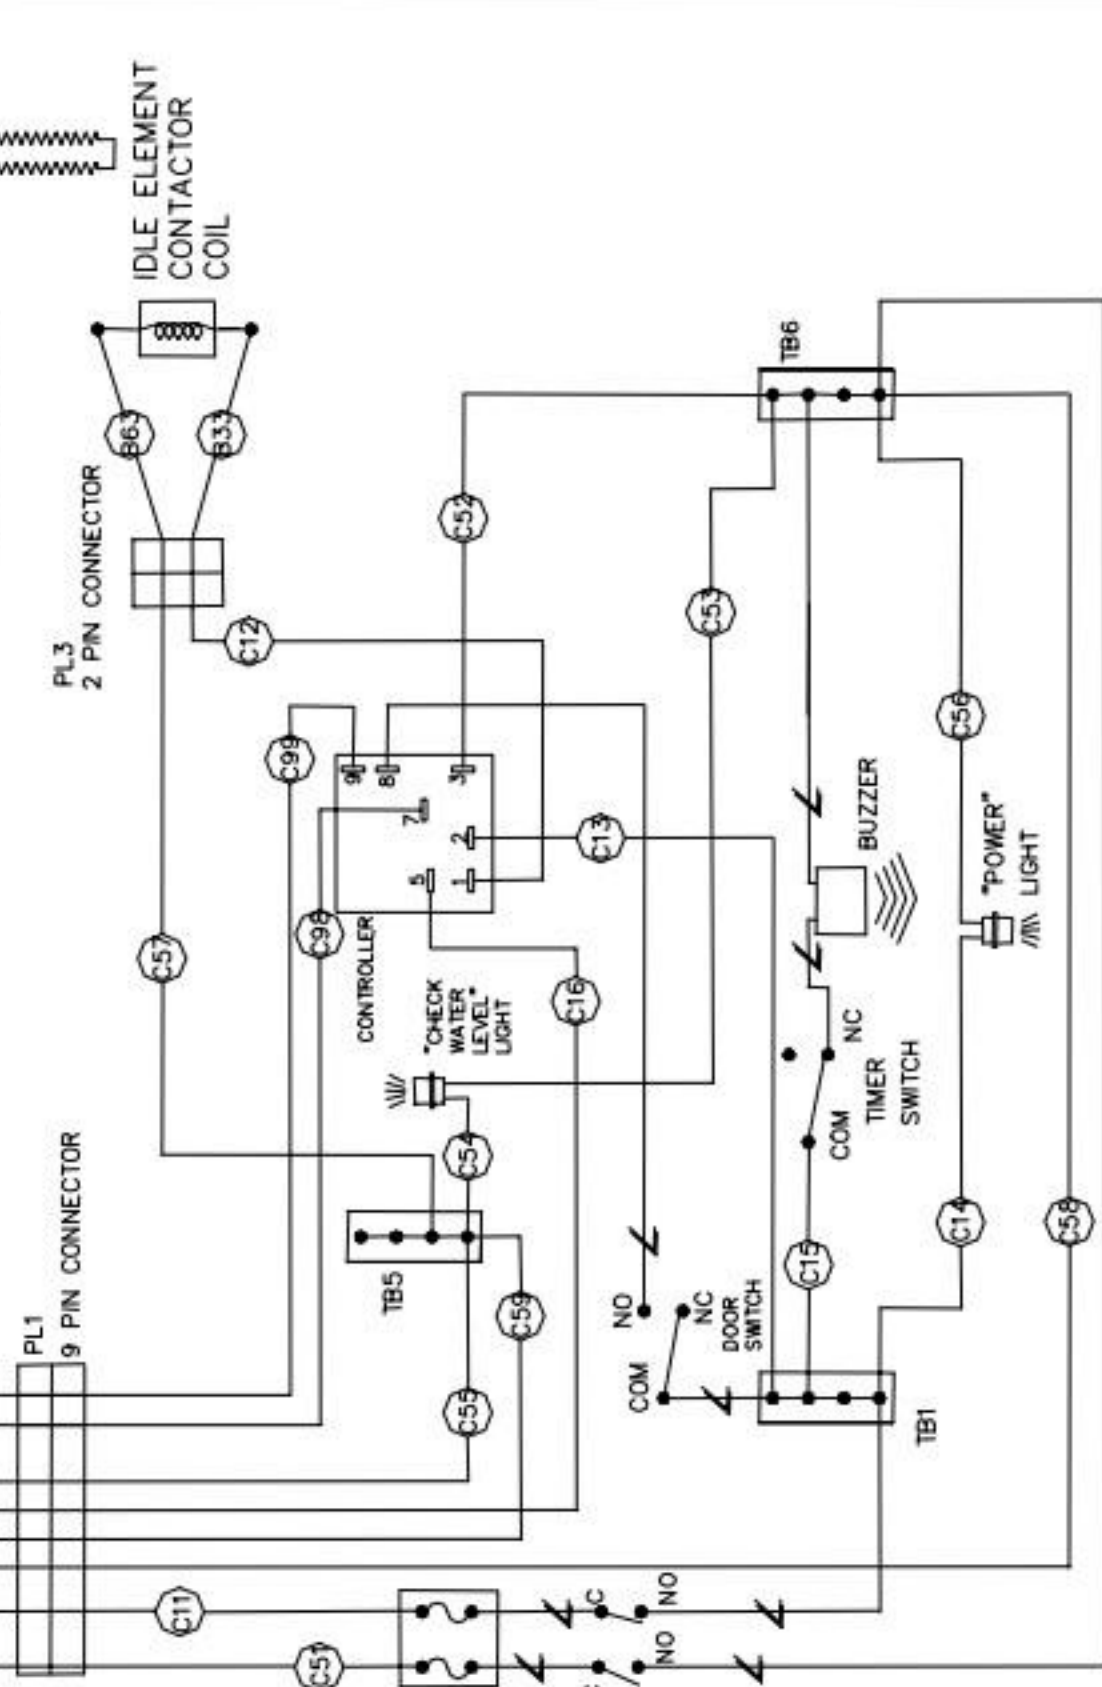 IDLE ELEMENT
CONTACTOR
COIL
B63
B33
PL3
2 PIN CONNECTOR
C12
C52
TB6
C53
C99
9
8
3
7
2
5
1
C13
C56
BUZZER
"POWER"
LIGHT
C57
C98
CONTROLLER
C16
"CHECK
WATER
LEVEL"
LIGHT
NC
COM
TIMER
SWITCH
C54
PL1
9 PIN CONNECTOR
TB5
C59
C15
C14
C58
NO
NC
DOOR
SWITCH
COM
C55
TB1
C11
C
NO
C51
NO